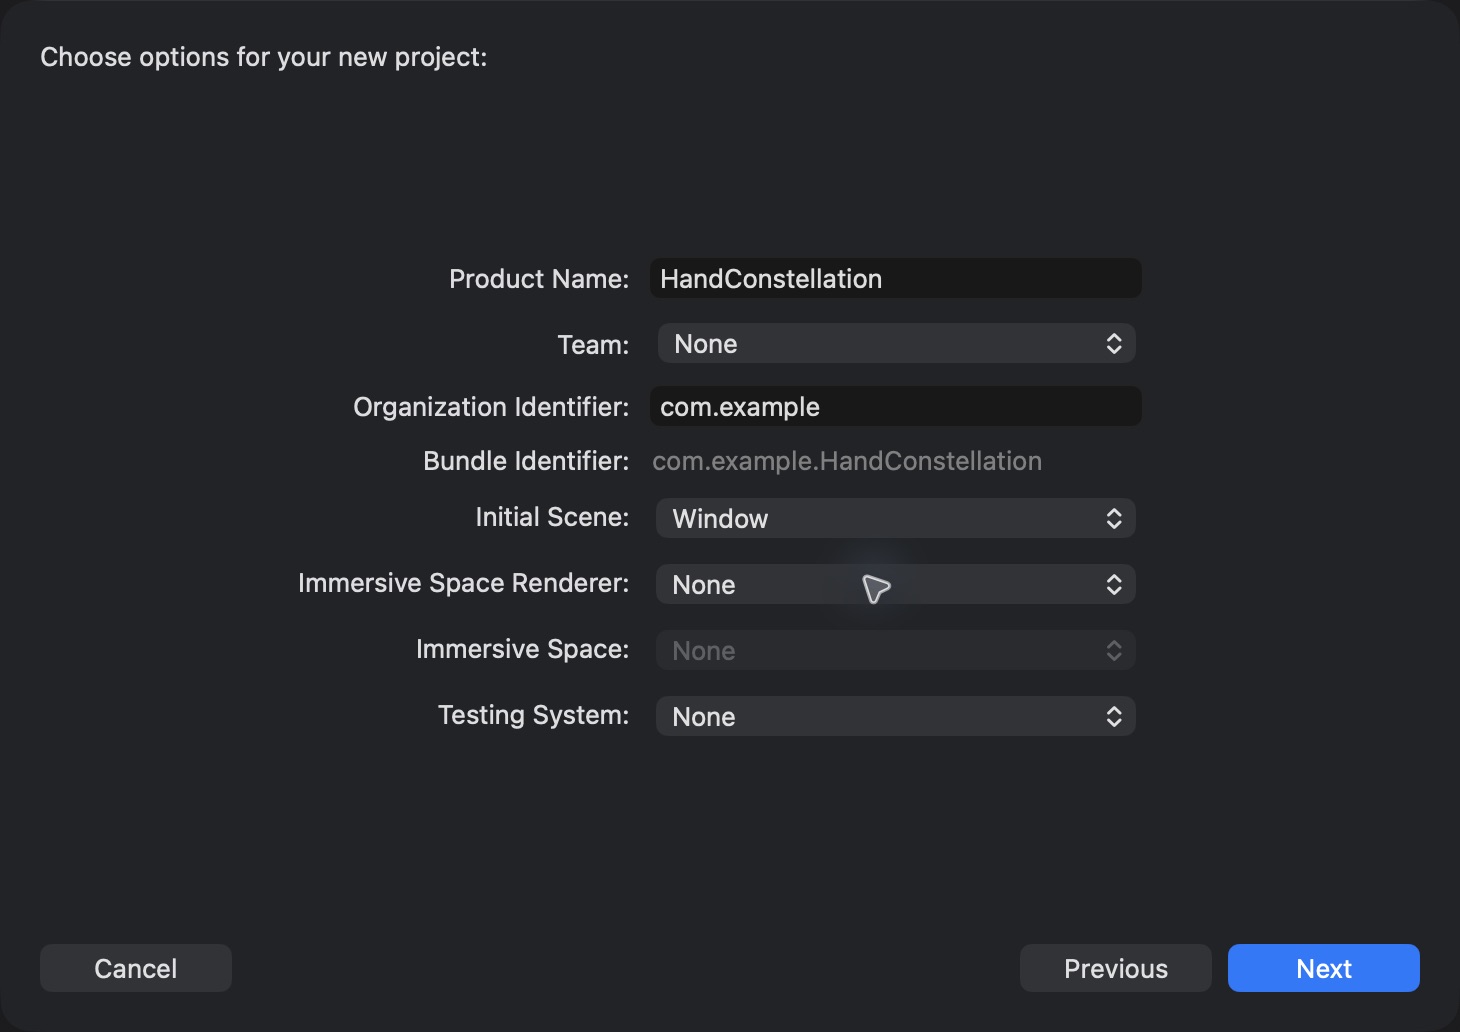 Choose options for your new project:
Product Name: HandConstellation
Team: None
Organization Identifier: com.example
Bundle Identifier: com.example.HandConstellation
Initial Scene: Window
Immersive Space Renderer: None
Immersive Space: None
Testing System: None
Cancel Previous Next